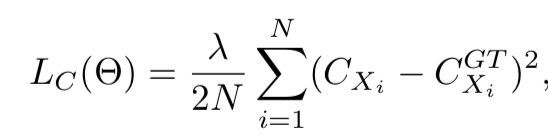 $L_C(\Theta) = \frac{\lambda}{2N} \sum_{i=1}^{N} (C_{X_i} - C_{X_i}^{GT})^2,$